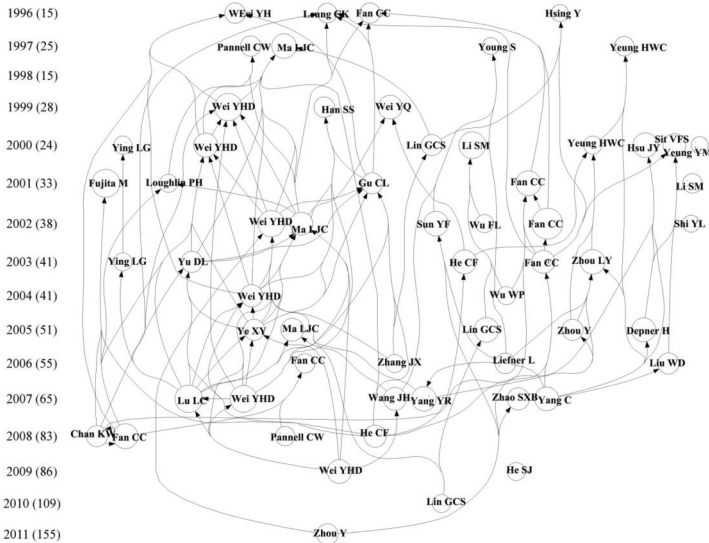 1996 (15) WEei YH Leung CK Fan CC Hsing Y
1997 (25) Pannell CW Ma LJC Young S Yeung HWC
1998 (15)
1999 (28) Wei YHD Han SS Wei YQ
2000 (24) Ying LG Wei YHD Lin GCS Li SM Yeung HWC Hsu JY Sit VFS Yeung YM
2001 (33) Fujita M Loughlia PH Gu CL Fan CC Li SM
2002 (38) Wei YHD Ma LJC Sun YF Wu FL Fan CC Shi YL
2003 (41) Ying LG Yu DL He CF Fan CC Zhou LY
2004 (41) Wei YHD Wu WP
2005 (51) Ye XY Ma LJC Lin GCS Zhou Y Depner H
2006 (55) Fan CC Zhang JX Liefner L Liu WD
2007 (65) Lu LC Wei YHD Wang JH Yang YR Zhao SXB Yang C
2008 (83) Chan KW Fan CC Pannell CW He CF
2009 (86) Wei YHD He SJ
2010 (109) Lin GCS
2011 (155) Zhou Y